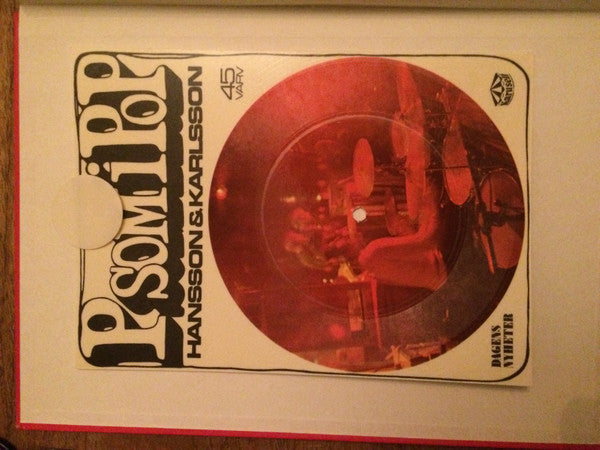 P SOM I POP
HANSSON & KARLSSON
45
VARV
DAGENS
NYHETER